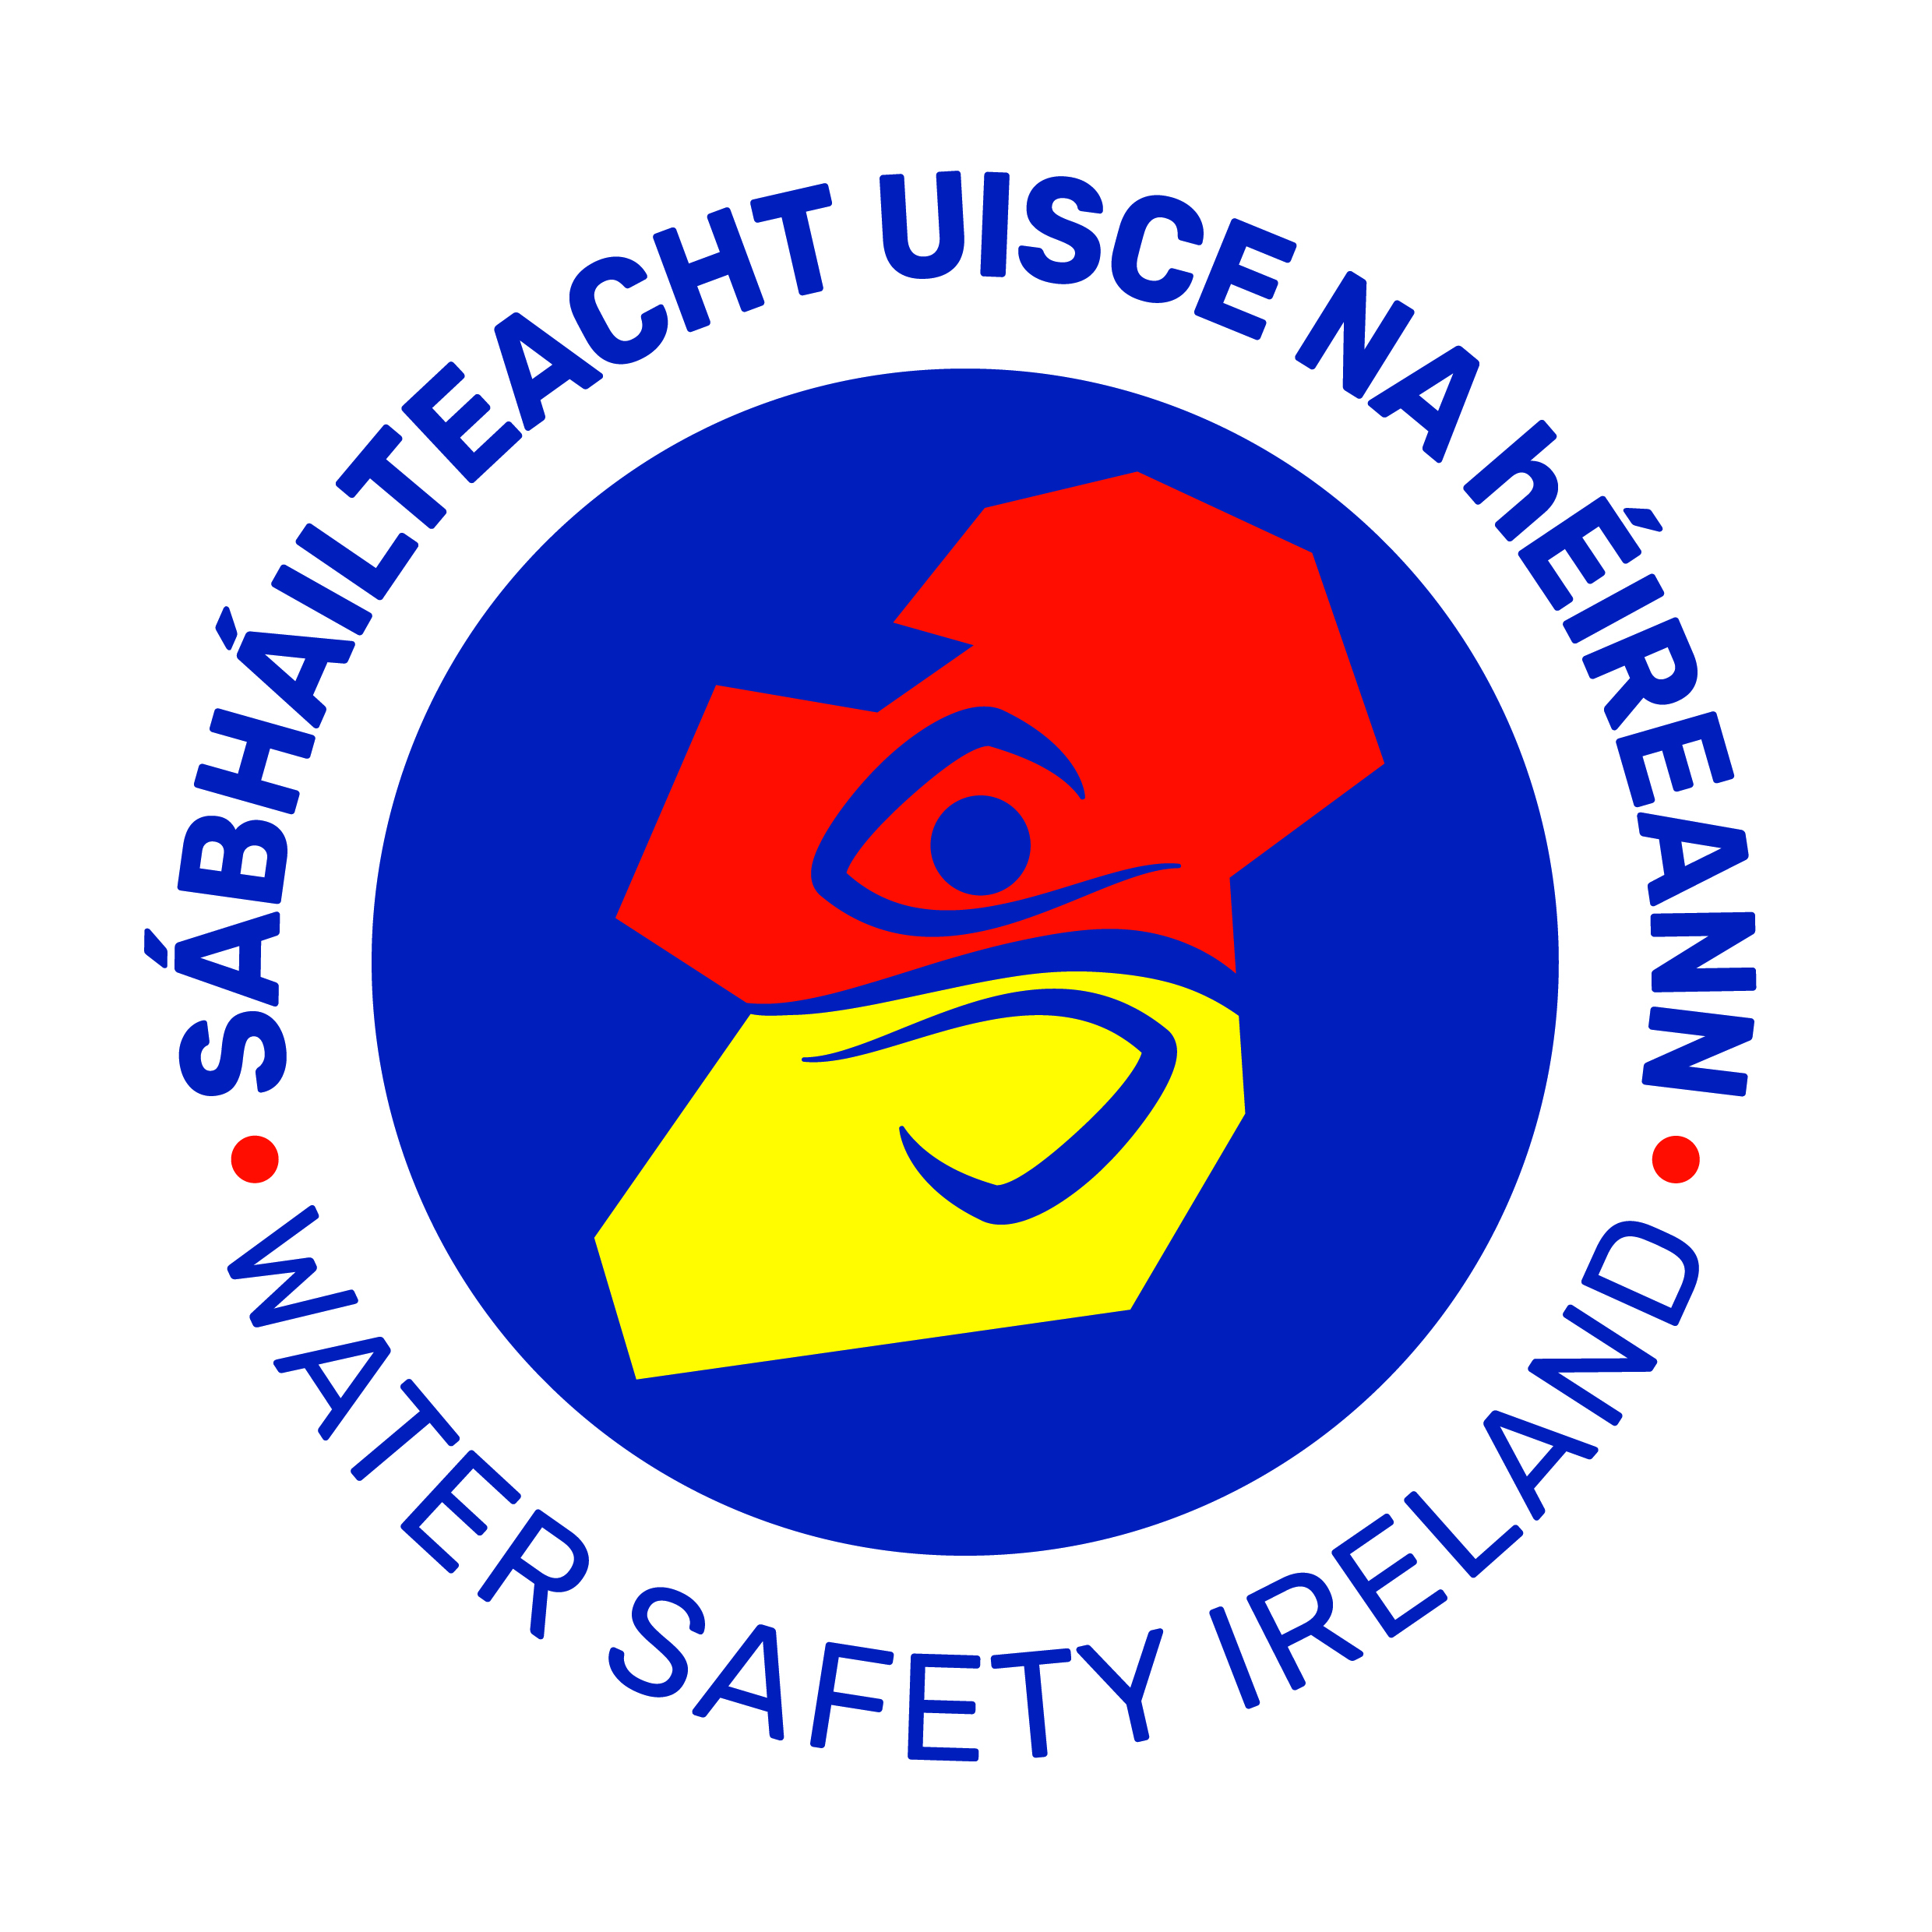 SÁBHÁILTEACHT UISCE NA hÉIREANN
WATER SAFETY IRELAND